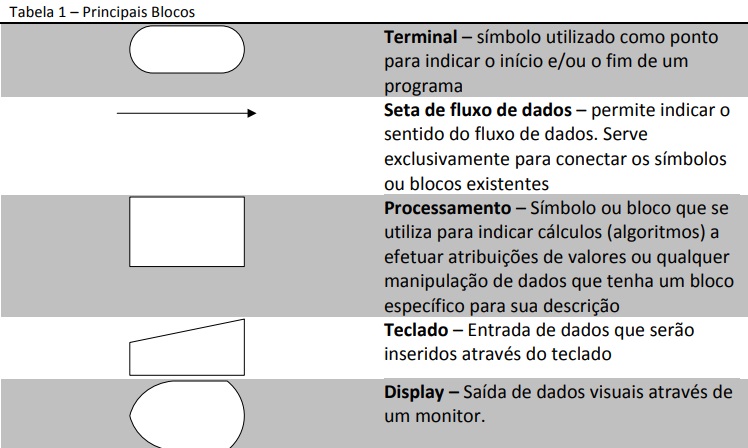 Tabela 1 – Principais Blocos
Terminal – símbolo utilizado como ponto
para indicar o início e/ou o fim de um
programa
Seta de fluxo de dados – permite indicar o
sentido do fluxo de dados. Serve
exclusivamente para conectar os símbolos
ou blocos existentes
Processamento – Símbolo ou bloco que se
utiliza para indicar cálculos (algoritmos) a
efetuar atribuições de valores ou qualquer
manipulação de dados que tenha um bloco
específico para sua descrição
Teclado – Entrada de dados que serão
inseridos através do teclado
Display – Saída de dados visuais através de
um monitor.